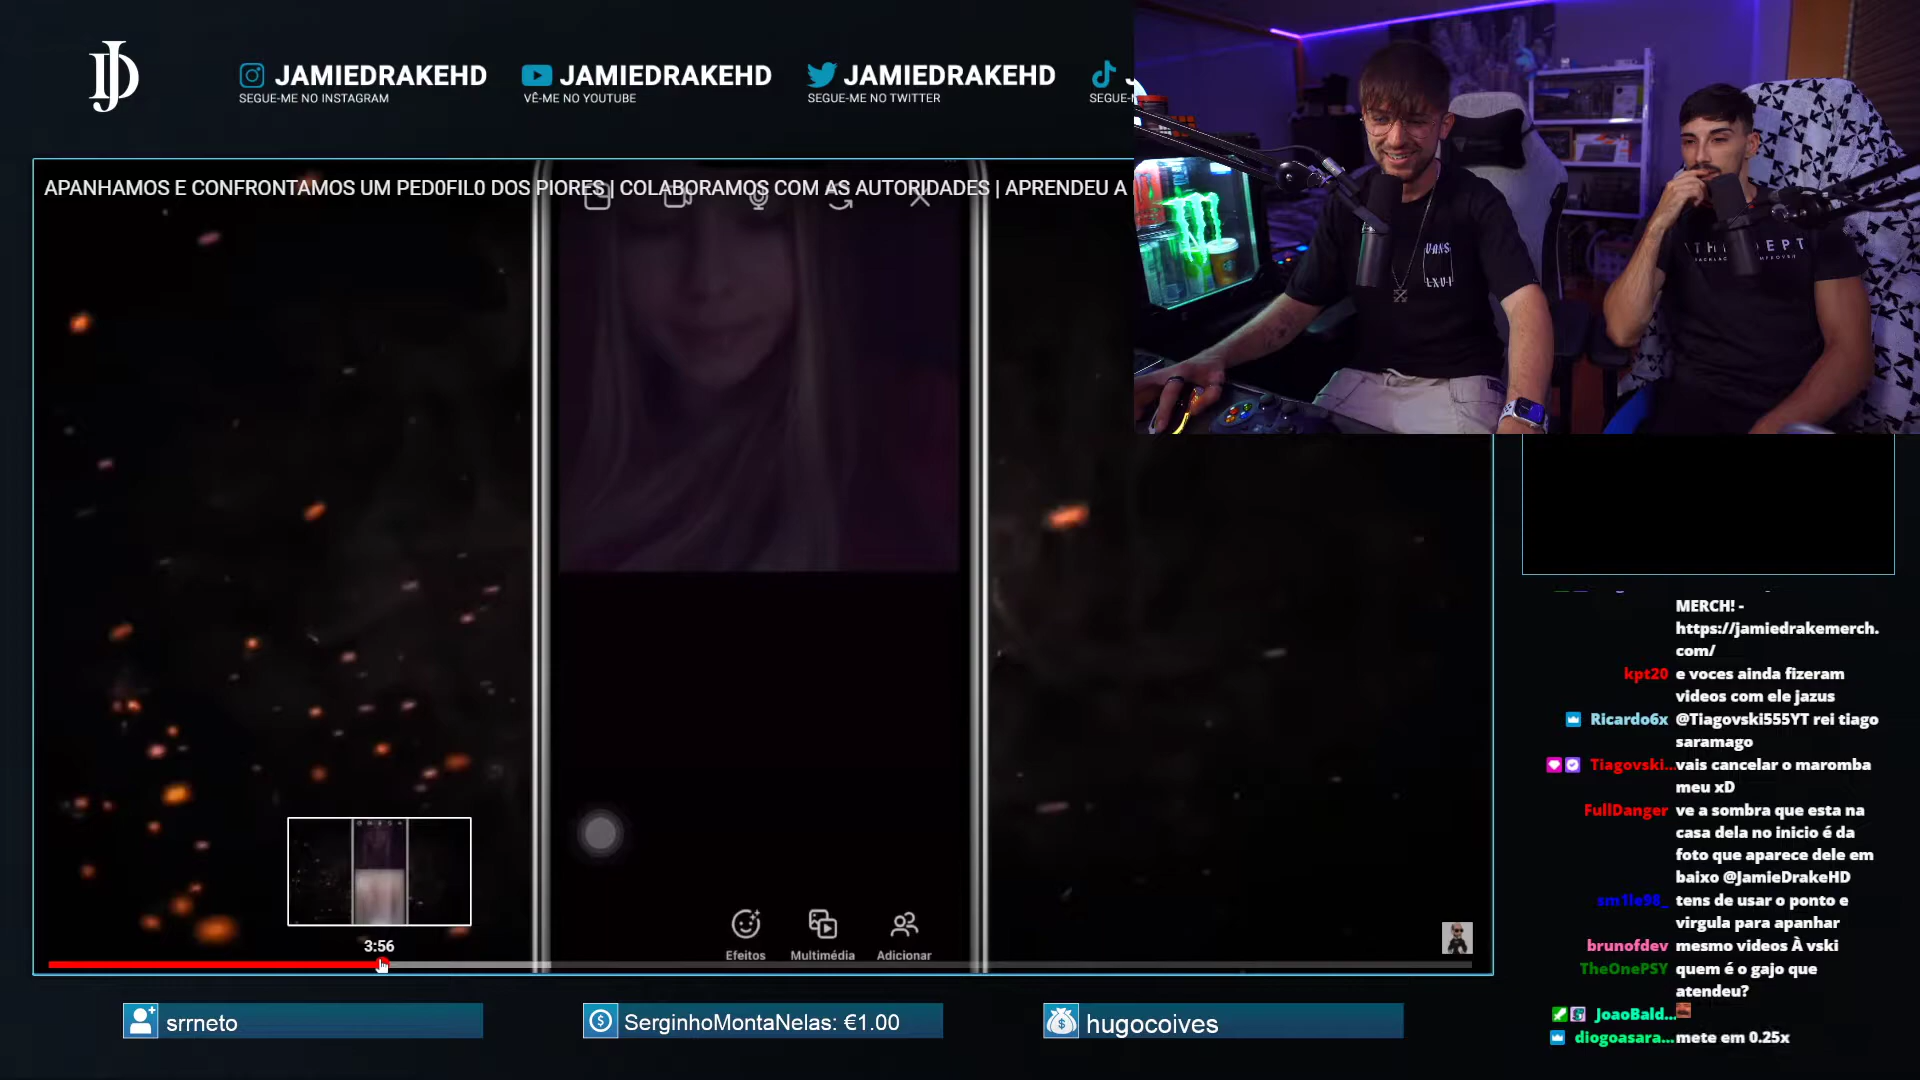 JAMIEDRAKEHD
SEGUE-ME NO INSTAGRAM
JAMIEDRAKEHD
VÊ-ME NO YOUTUBE
JAMIEDRAKEHD
SEGUE-ME NO TWITTER
APANHAMOS E CONFRONTAMOS UM PED0FIL0 DOS PIORES | COLABORAMOS COM AS AUTORIDADES | APRENDEU A
Efeitos
Multimédia
Adicionar
3:56
MERCH! -
https://jamiedrakemerch.
com/
kpt20 e voces ainda fizeram
videos com ele jazus
Ricardo6x @Tiagovski555YT rei tiago
saramago
Tiagovski... vais cancelar o maromba
meu xD
FullDanger ve a sombra que esta na
casa dela no inicio é da
foto que aparece dele em
baixo @JamieDrakeHD
sm1le98_ tens de usar o ponto e
virgula para apanhar
brunofdev mesmo videos À vski
TheOnePSY quem é o gajo que
atendeu?
JoaoBald...
diogoasara... mete em 0.25x
srrneto
SerginhoMontaNelas: €1.00
hugocoives